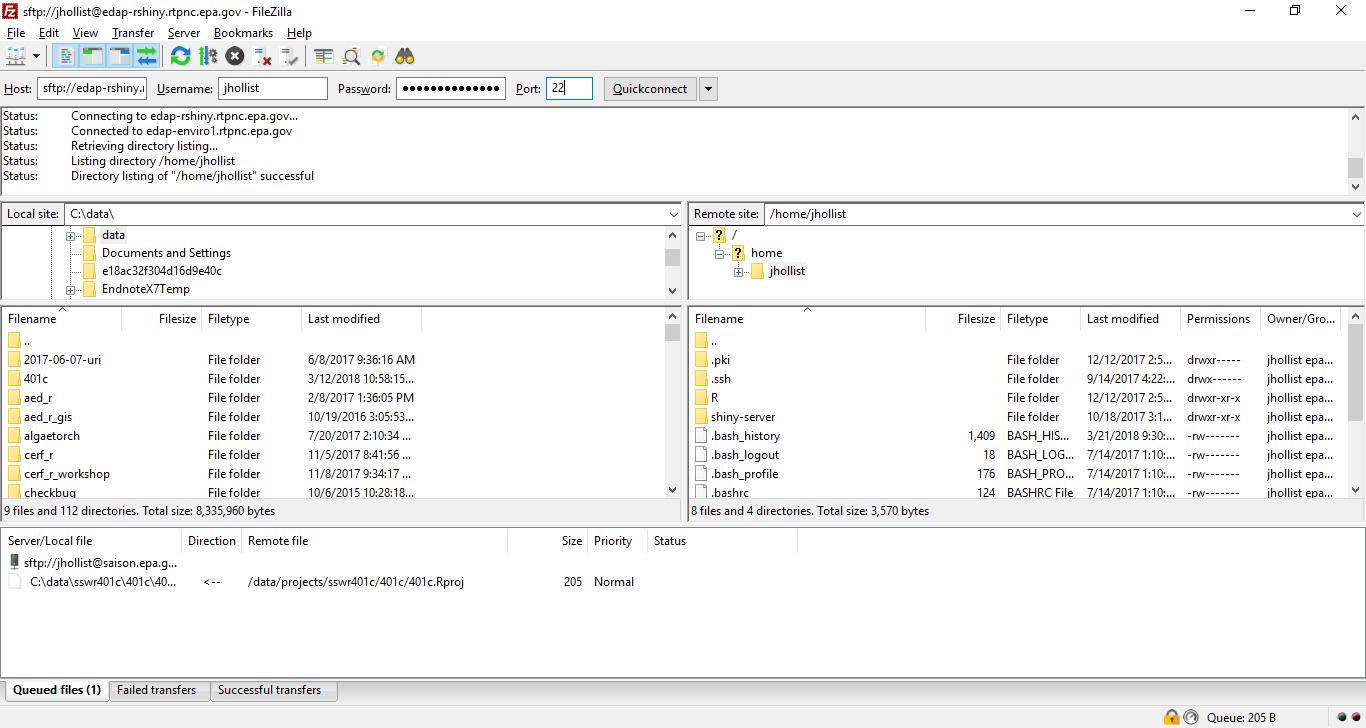 sftp://jhollist@edap-rshiny.rtpnc.epa.gov - FileZilla
File Edit View Transfer Server Bookmarks Help
Host: sftp://edap-rshiny.r Username: jhollist Password: ●●●●●●●●●●●●●● Port: 22 Quickconnect
Status: Connecting to edap-rshiny.rtpnc.epa.gov...
Status: Connected to edap-enviro1.rtpnc.epa.gov
Status: Retrieving directory listing...
Status: Listing directory /home/jhollist
Status: Directory listing of "/home/jhollist" successful
Local site: C:\data\ Remote site: /home/jhollist
data
Documents and Settings
e18ac32f304d16d9e40c
EndnoteX7Temp
? /
? home
jhollist
Filename Filesize Filetype Last modified
..
2017-06-07-uri File folder 6/8/2017 9:36:16 AM
401c File folder 3/12/2018 10:58:15...
aed_r File folder 2/8/2017 1:36:05 PM
aed_r_gis File folder 10/19/2016 3:05:53...
algaetorch File folder 7/20/2017 2:10:34 ...
cerf_r File folder 11/5/2017 8:41:56 ...
cerf_r_workshop File folder 11/8/2017 9:34:17 ...
checkbug File folder 10/6/2015 10:28:18...
9 files and 112 directories. Total size: 8,335,960 bytes
Filename Filesize Filetype Last modified Permissions Owner/Gro...
..
.pki File folder 12/12/2017 2:5... drwxr----- jhollist epa...
.ssh File folder 9/14/2017 4:22:... drwx------ jhollist epa...
R File folder 12/12/2017 2:5... drwxr-xr-x jhollist epa...
shiny-server File folder 10/18/2017 3:1... drwxr-xr-x jhollist epa...
.bash_history 1,409 BASH_HIS... 3/21/2018 9:30:... -rw------- jhollist epa...
.bash_logout 18 BASH_LOG... 7/14/2017 1:10:... -rw------- jhollist epa...
.bash_profile 176 BASH_PRO... 7/14/2017 1:10:... -rw------- jhollist epa...
.bashrc 124 BASHRC File 7/14/2017 1:10:... -rw------- jhollist epa...
8 files and 4 directories. Total size: 3,570 bytes
Server/Local file Direction Remote file Size Priority Status
sftp://jhollist@saison.epa.g...
C:\data\sswr401c\401c\40... <-- /data/projects/sswr401c/401c/401c.Rproj 205 Normal
Queued files (1) Failed transfers Successful transfers
Queue: 205 B